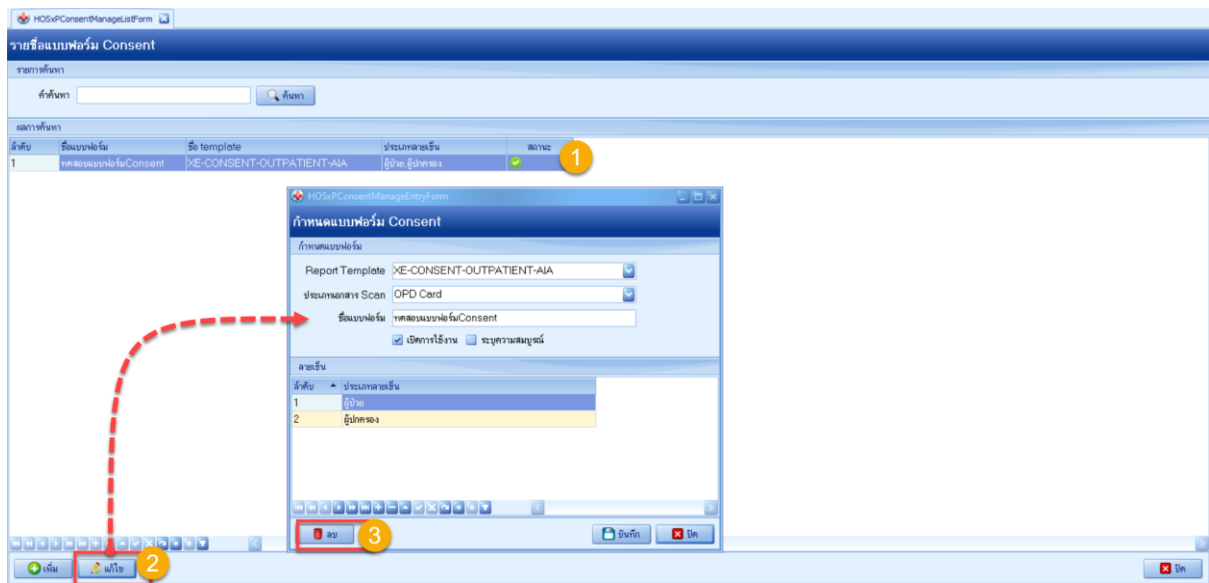 HOSxPConsentManageListForm
รายชื่อแบบฟอร์ม Consent
รายการค้นหา
คำค้นหา
ค้นหา
ผลการค้นหา
ลำดับ ชื่อแบบฟอร์ม ชื่อ template ประเภทลายเซ็น สถานะ
1 ทดสอบแบบฟอร์มConsent XE-CONSENT-OUTPATIENT-AIA ผู้ป่วย,ผู้ปกครอง
1
HOSxPConsentManageEntryForm
กำหนดแบบฟอร์ม Consent
กำหนดแบบฟอร์ม
Report Template XE-CONSENT-OUTPATIENT-AIA
ประเภทเอกสาร Scan OPD Card
ชื่อแบบฟอร์ม ทดสอบแบบฟอร์มConsent
เปิดการใช้งาน ระบุความสมบูรณ์
ลายเซ็น
ลำดับ ประเภทลายเซ็น
1 ผู้ป่วย
2 ผู้ปกครอง
ลบ 3 บันทึก ปิด
เพิ่ม แก้ไข 2 ปิด